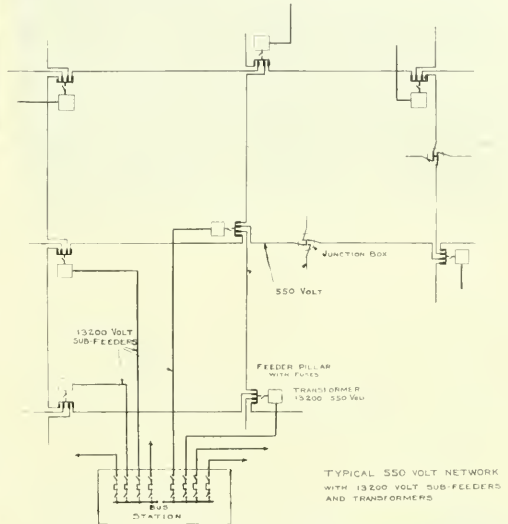 JUNCTION BOX
550 VOLT
13200 VOLT
SUB-FEEDERS
FEEDER PILLAR
WITH FUSES
TRANSFORMER
13200 550 VOLT
BUS
STATION
TYPICAL 550 VOLT NETWORK
WITH 13200 VOLT SUB-FEEDERS
AND TRANSFORMERS